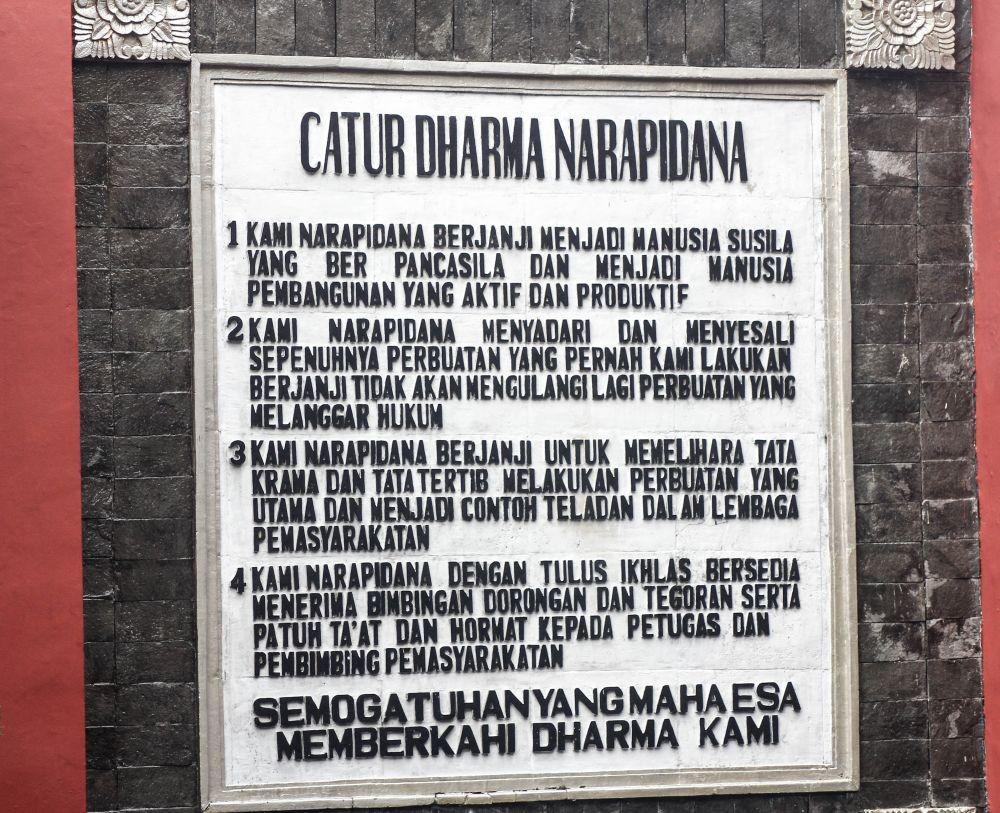 CATUR DHARMA NARAPIDANA
1 KAMI NARAPIDANA BERJANJI MENJADI MANUSIA SUSILA
YANG BER PANCASILA DAN MENJADI MANUSIA
PEMBANGUNAN YANG AKTIF DAN PRODUKTIF
2 KAMI NARAPIDANA MENYADARI DAN MENYESALI
SEPENUHNYA PERBUATAN YANG PERNAH KAMI LAKUKAN
BERJANJI TIDAK AKAN MENGULANGI LAGI PERBUATAN YANG
MELANGGAR HUKUM
3 KAMI NARAPIDANA BERJANJI UNTUK MEMELIHARA TATA
KRAMA DAN TATA TERTIB MELAKUKAN PERBUATAN YANG
UTAMA DAN MENJADI CONTOH TELADAN DALAM LEMBAGA
PEMASYARAKATAN
4 KAMI NARAPIDANA DENGAN TULUS IKHLAS BERSEDIA
MENERIMA BIMBINGAN DORONGAN DAN TEGORAN SERTA
PATUH TA'AT DAN HORMAT KEPADA PETUGAS DAN
PEMBIMBiNG PEMASYARAKATAN
SEMOGA TUHAN YANG MAHA ESA
MEMBERKAHI DHARMA KAMI